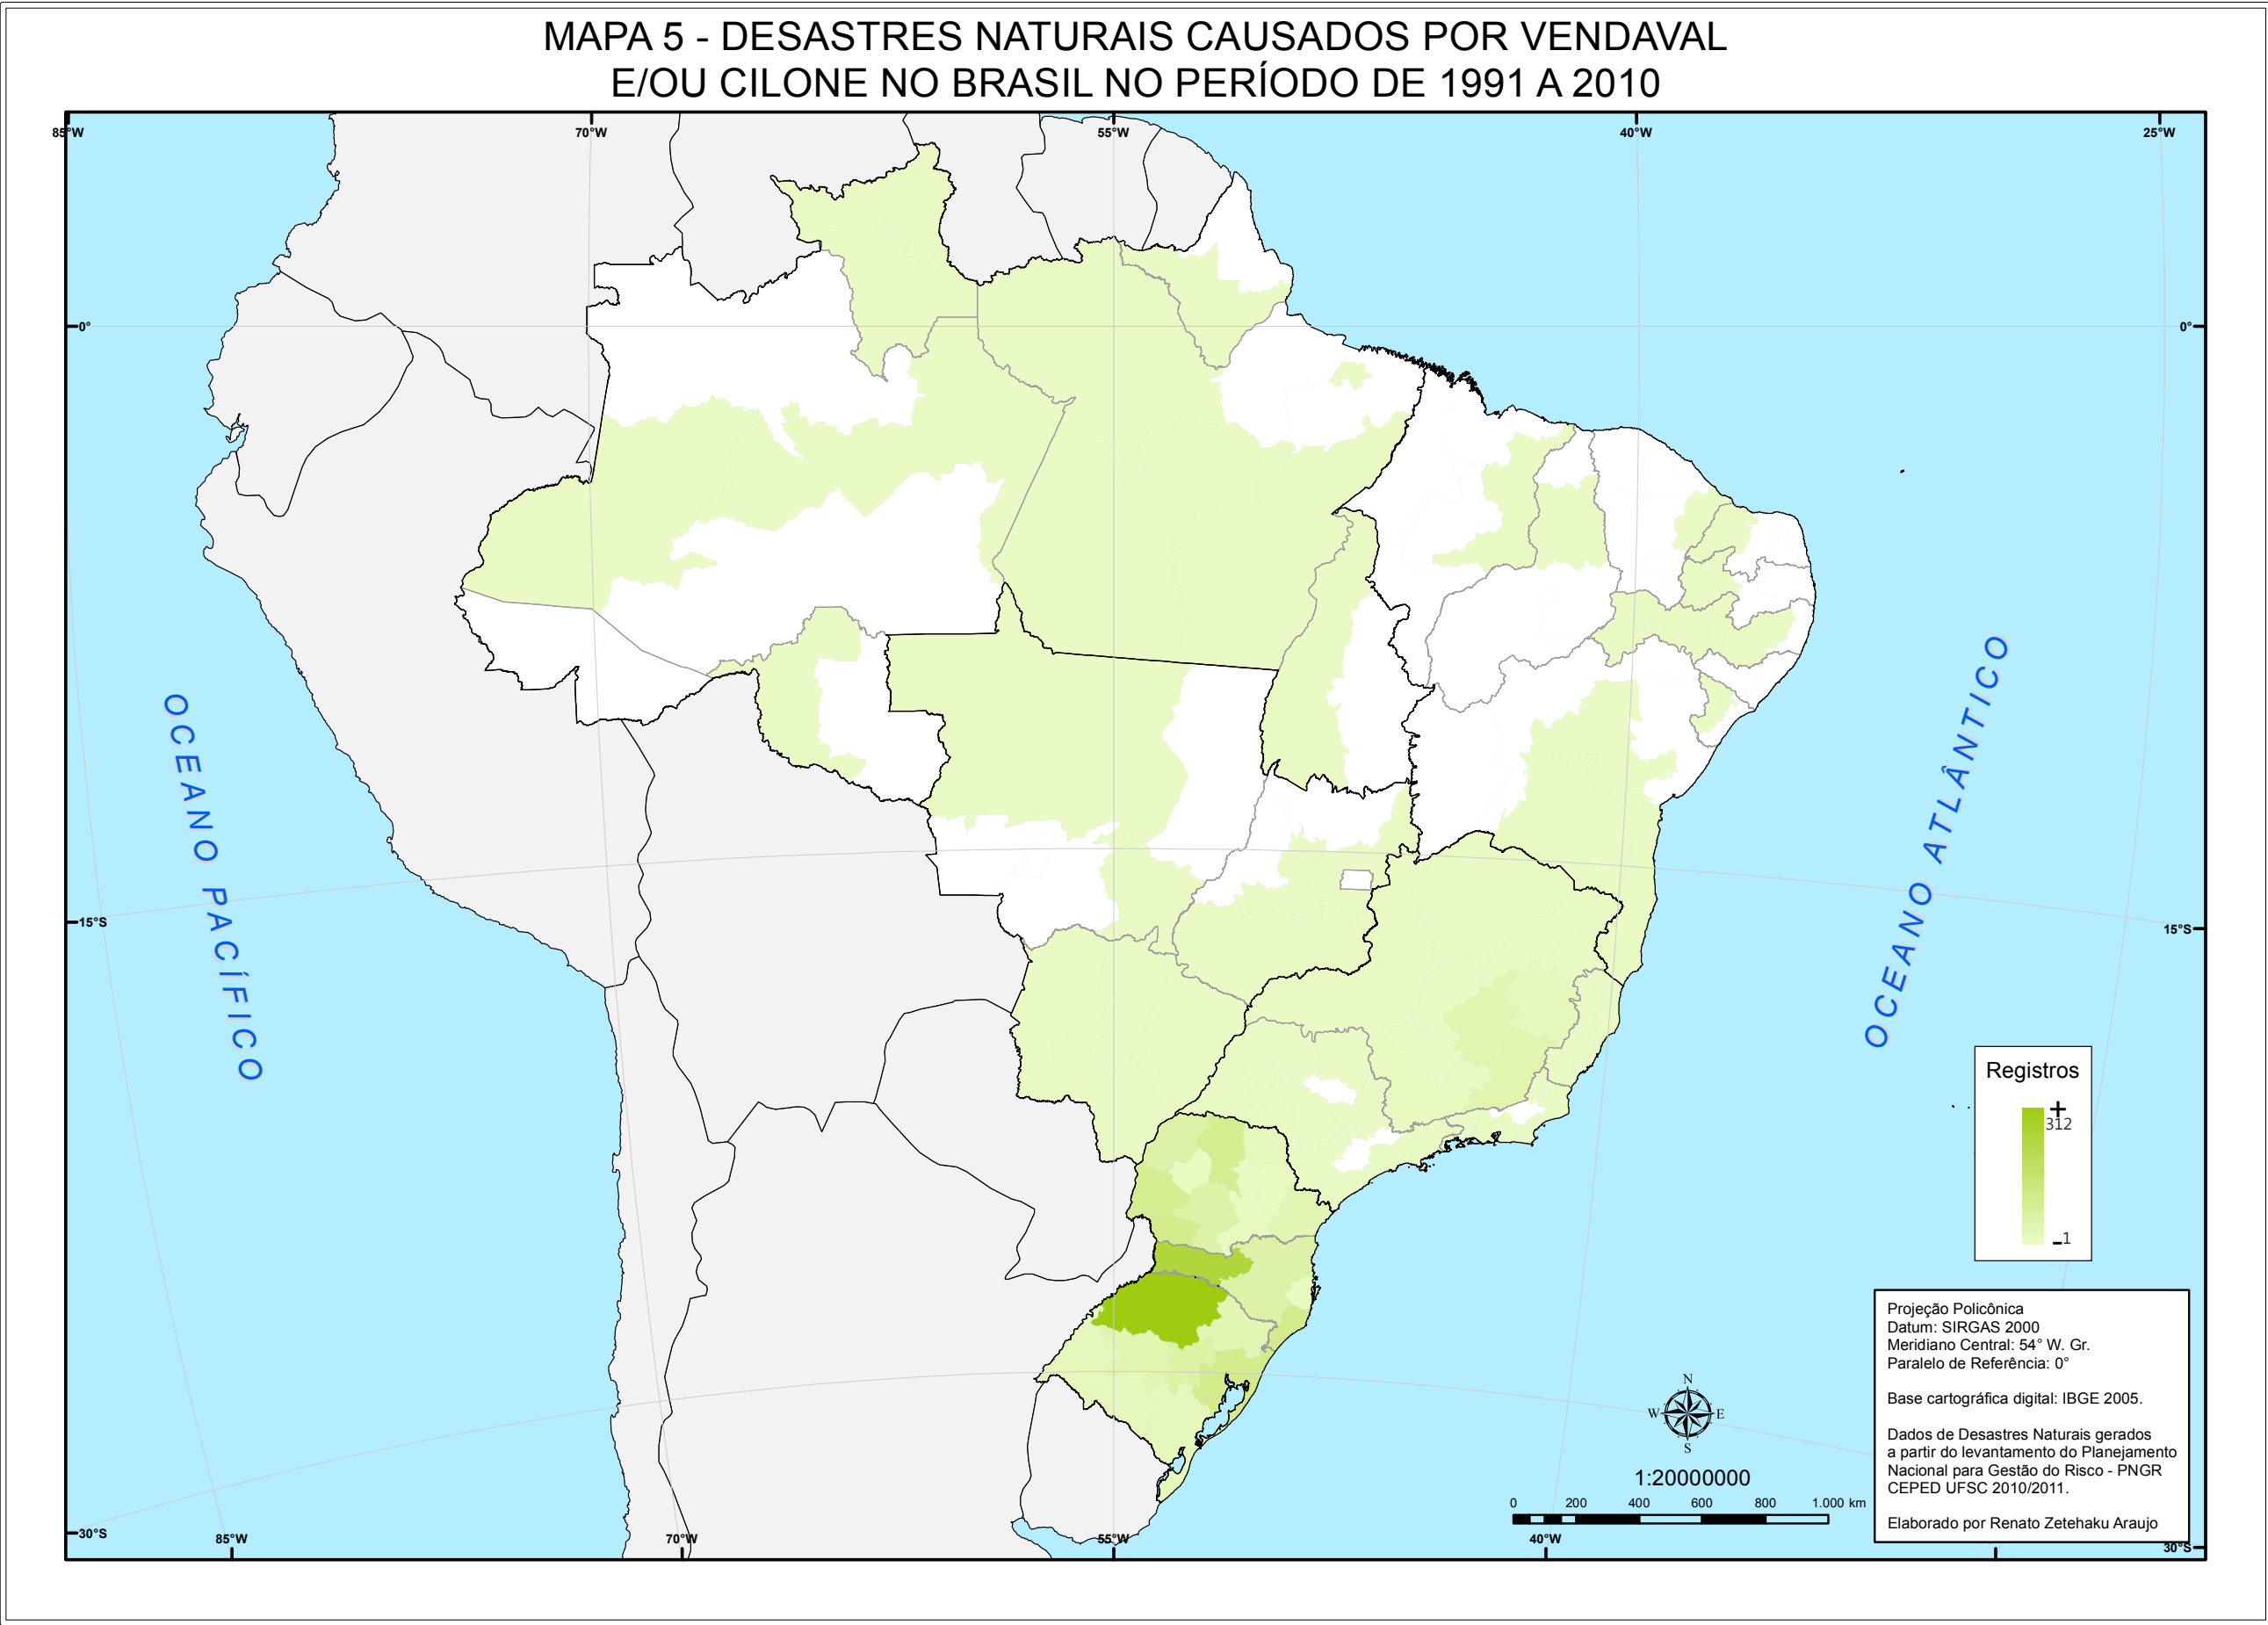 MAPA 5 - DESASTRES NATURAIS CAUSADOS POR VENDAVAL
E/OU CILONE NO BRASIL NO PERÍODO DE 1991 A 2010
85°W
70°W
55°W
40°W
25°W
0°
0°
OCEANO PACÍFICO
OCEANO ATLÂNTICO
15°S
15°S
Registros
+
312
-1
Projeção Policônica
Datum: SIRGAS 2000
Meridiano Central: 54° W. Gr.
Paralelo de Referência: 0°
Base cartográfica digital: IBGE 2005.
Dados de Desastres Naturais gerados
a partir do levantamento do Planejamento
Nacional para Gestão do Risco - PNGR
CEPED UFSC 2010/2011.
Elaborado por Renato Zetehaku Araujo
N
W E
S
1:20000000
0 200 400 600 800 1.000 km
30°S
30°S
85°W
70°W
55°W
40°W